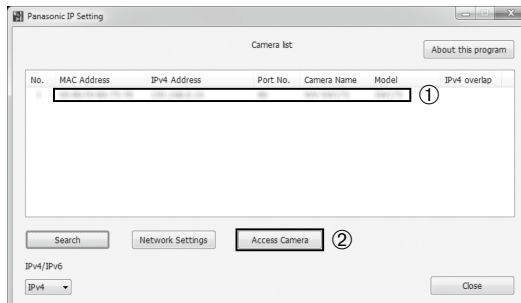 Panasonic IP Setting
Camera list
About this program
No. MAC Address IPv4 Address Port No. Camera Name Model IPv4 overlap
①
Search Network Settings Access Camera ②
IPv4/IPv6
IPv4 Close